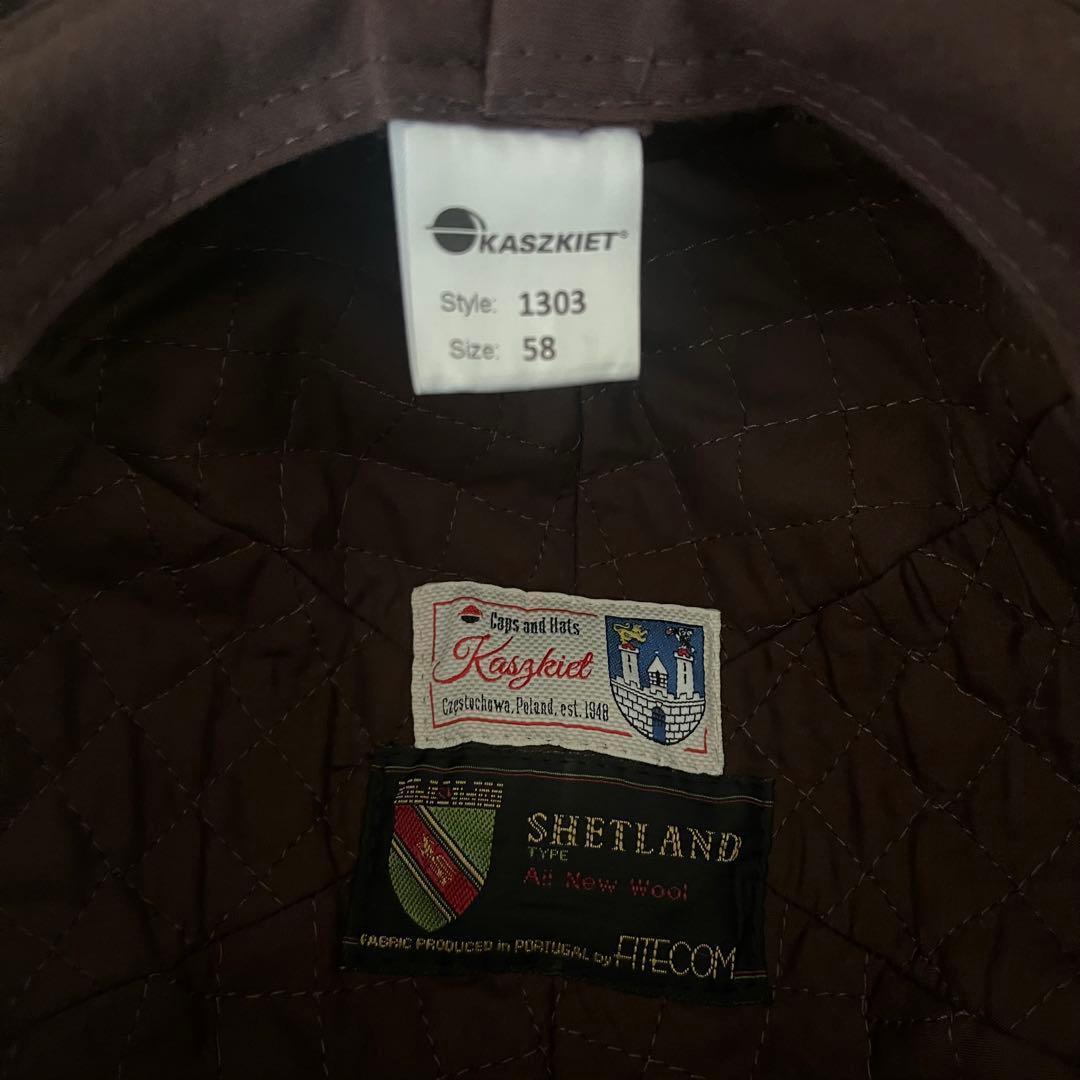 KASZKIET®
Style: 1303
Size: 58
Caps and Hats
Kaszkiet
Częstochowa, Poland, est. 1948
SHETLAND
TYPE
All New Wool
FABRIC PRODUCED in PORTUGAL by FITECOM